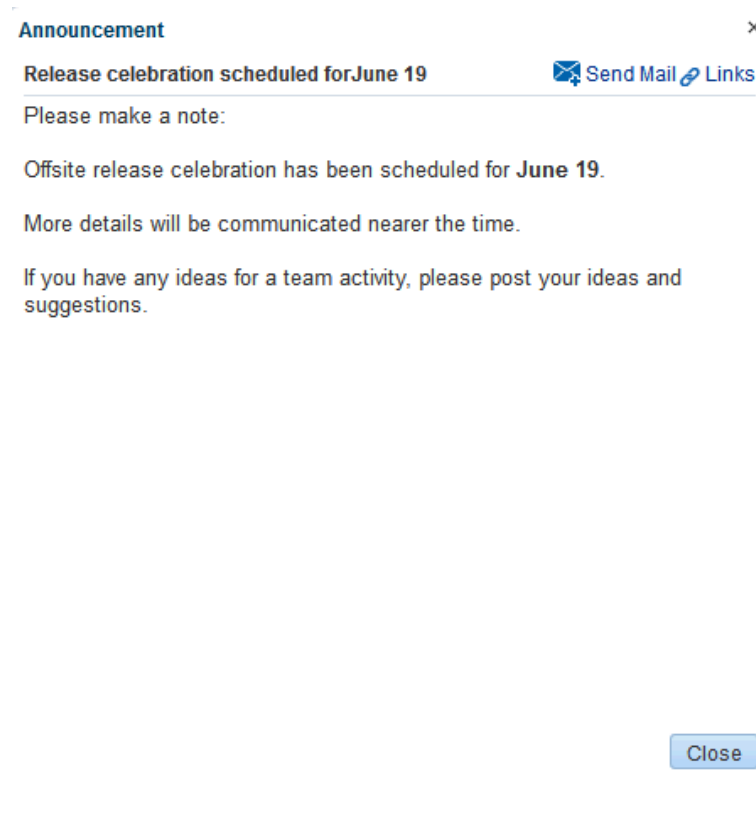 Announcement
Release celebration scheduled forJune 19 Send Mail Links
Please make a note:
Offsite release celebration has been scheduled for June 19.
More details will be communicated nearer the time.
If you have any ideas for a team activity, please post your ideas and
suggestions.
Close